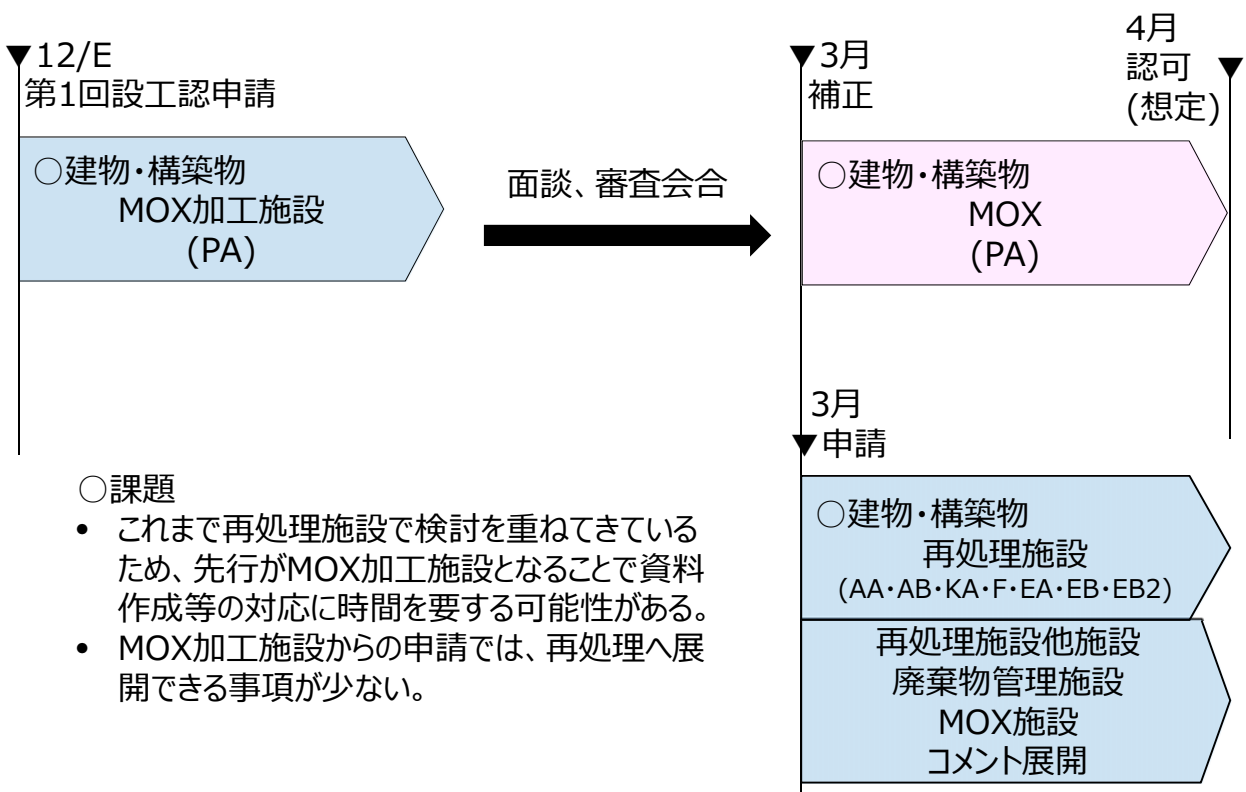 ▼12/E
第1回設工認申請
○建物・構築物
MOX加工施設
(PA)
面談、審査会合
▼3月
補正
4月
認可
(想定)
▼
○建物・構築物
MOX
(PA)
3月
▼申請
○建物・構築物
再処理施設
(AA・AB・KA・F・EA・EB・EB2)
再処理施設他施設
廃棄物管理施設
MOX施設
コメント展開
○課題
• これまで再処理施設で検討を重ねてきている
ため、先行がMOX加工施設となることで資料
作成等の対応に時間を要する可能性がある。
• MOX加工施設からの申請では、再処理へ展
開できる事項が少ない。